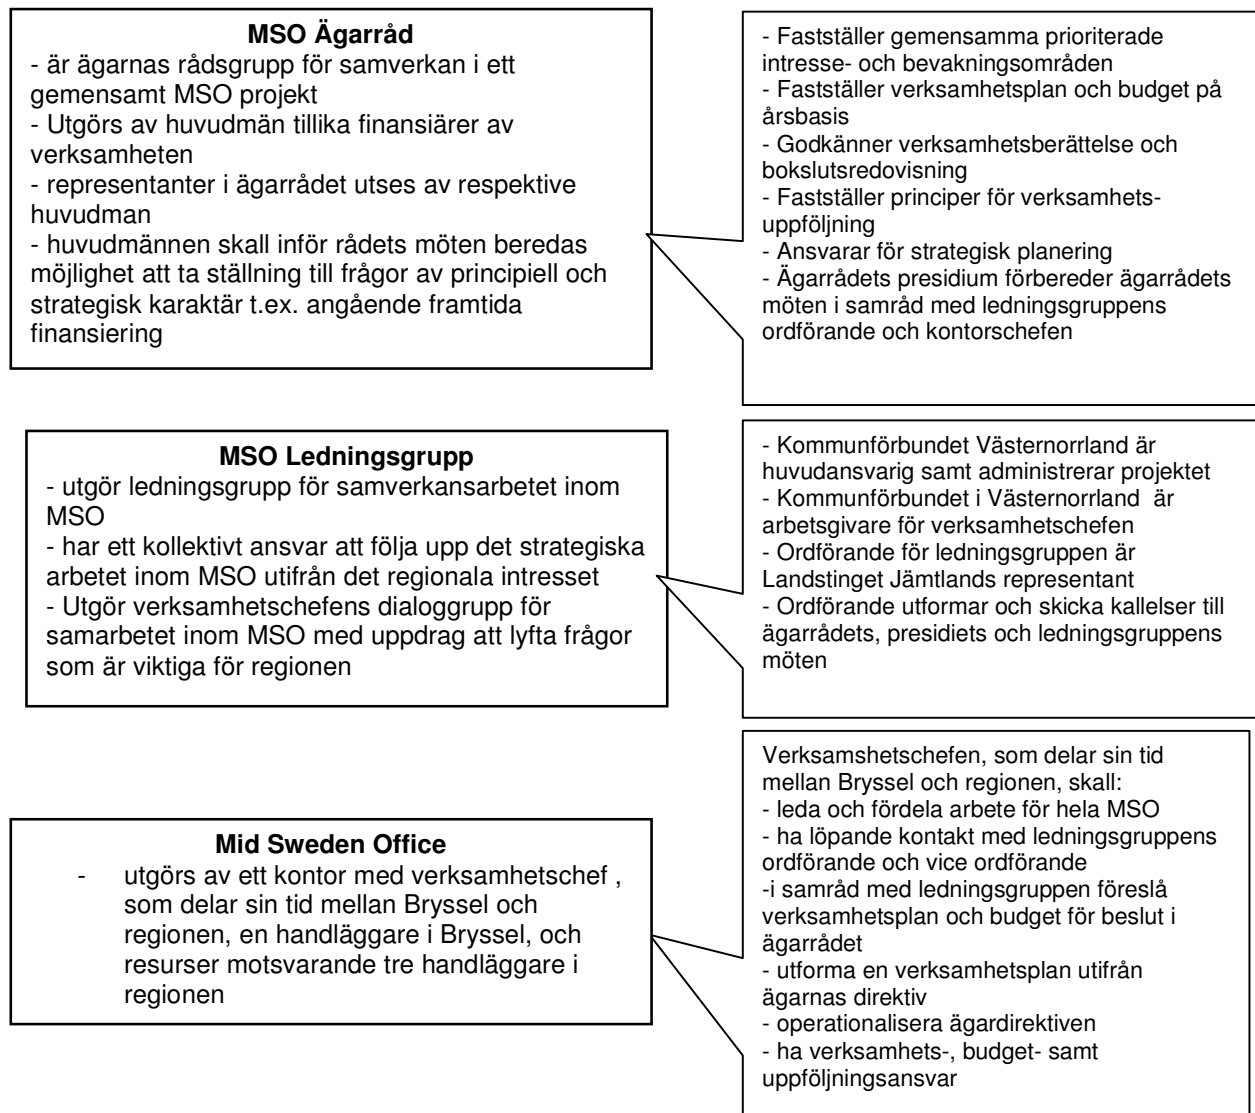 MSO Ägarråd
- är ägarnas rådsgrupp för samverkan i ett
gemensamt MSO projekt
- Utgörs av huvudmän tillika finansiärer av
verksamheten
- representanter i ägarrådet utses av respektive
huvudman
- huvudmännen skall inför rådets möten beredas
möjlighet att ta ställning till frågor av principiell och
strategisk karaktär t.ex. angående framtida
finansiering
- Fastställer gemensamma prioriterade
intresse- och bevakningsområden
- Fastställer verksamhetsplan och budget på
årsbasis
- Godkänner verksamhetsberättelse och
bokslutsredovisning
- Fastställer principer för verksamhets-
uppföljning
- Ansvarar för strategisk planering
- Ägarrådets presidium förbereder ägarrådets
möten i samråd med ledningsgruppens
ordförande och kontorschefen
MSO Ledningsgrupp
- utgör ledningsgrupp för samverkansarbetet inom
MSO
- har ett kollektivt ansvar att följa upp det strategiska
arbetet inom MSO utifrån det regionala intresset
- Utgör verksamhetschefens dialoggrupp för
samarbetet inom MSO med uppdrag att lyfta frågor
som är viktiga för regionen
- Kommunförbundet Västernorrland är
huvudansvarig samt administrerar projektet
- Kommunförbundet i Västernorrland är
arbetsgivare för verksamhetschefen
- Ordförande för ledningsgruppen är
Landstinget Jämtlands representant
- Ordförande utformar och skicka kallelser till
ägarrådets, presidiets och ledningsgruppens
möten
Mid Sweden Office
- utgörs av ett kontor med verksamhetschef ,
som delar sin tid mellan Bryssel och
regionen, en handläggare i Bryssel, och
resurser motsvarande tre handläggare i
regionen
Verksamshetschefen, som delar sin tid
mellan Bryssel och regionen, skall:
- leda och fördela arbete för hela MSO
- ha löpande kontakt med ledningsgruppens
ordförande och vice ordförande
-i samråd med ledningsgruppen föreslå
verksamhetsplan och budget för beslut i
ägarrådet
- utforma en verksamhetsplan utifrån
ägarnas direktiv
- operationalisera ägardirektiven
- ha verksamhets-, budget- samt
uppföljningsansvar